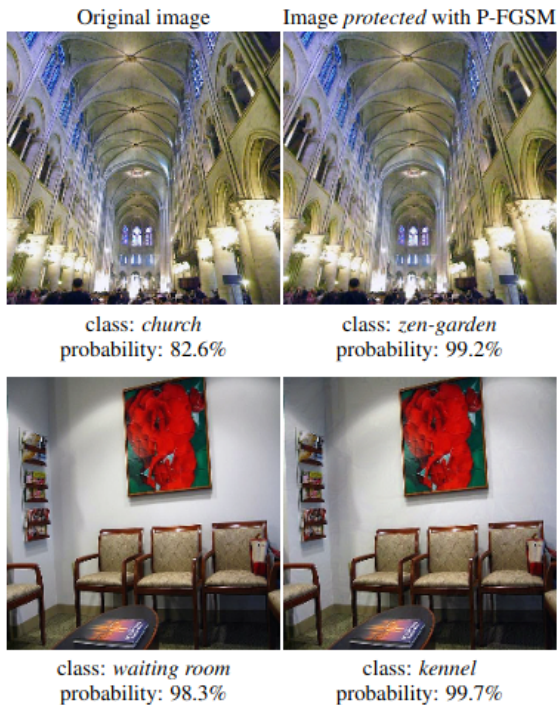 Original image
Image protected with P-FGSM
class: church
probability: 82.6%
class: zen-garden
probability: 99.2%
class: waiting room
probability: 98.3%
class: kennel
probability: 99.7%